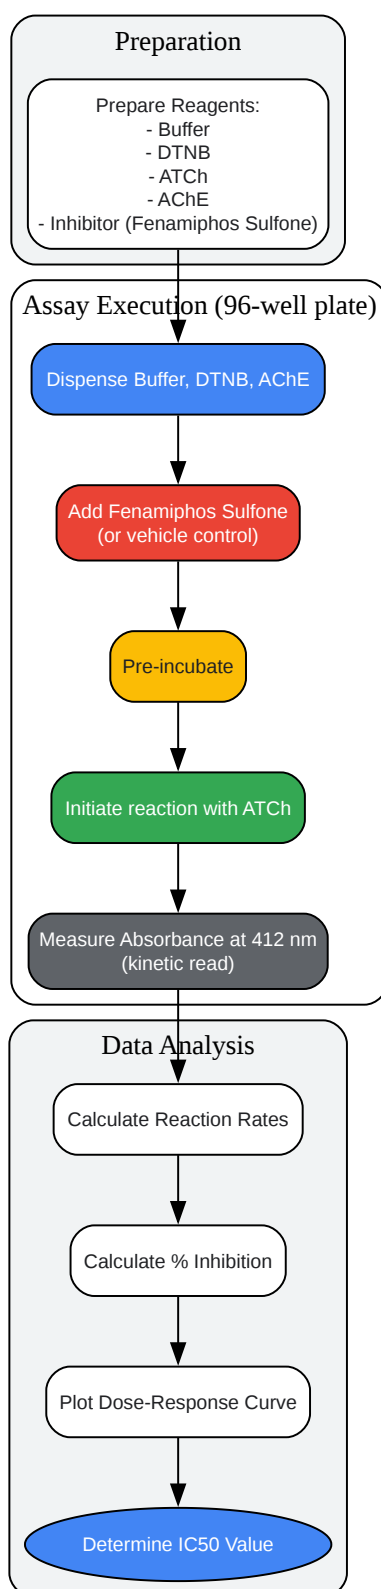 Preparation
Prepare Reagents:
- Buffer
- DTNB
- ATCh
- AChE
- Inhibitor (Fenamiphos Sulfone)
Assay Execution (96-well plate)
Dispense Buffer, DTNB, AChE
Add Fenamiphos Sulfone
(or vehicle control)
Pre-incubate
Initiate reaction with ATCh
Measure Absorbance at 412 nm
(kinetic read)
Data Analysis
Calculate Reaction Rates
Calculate % Inhibition
Plot Dose-Response Curve
Determine IC50 Value